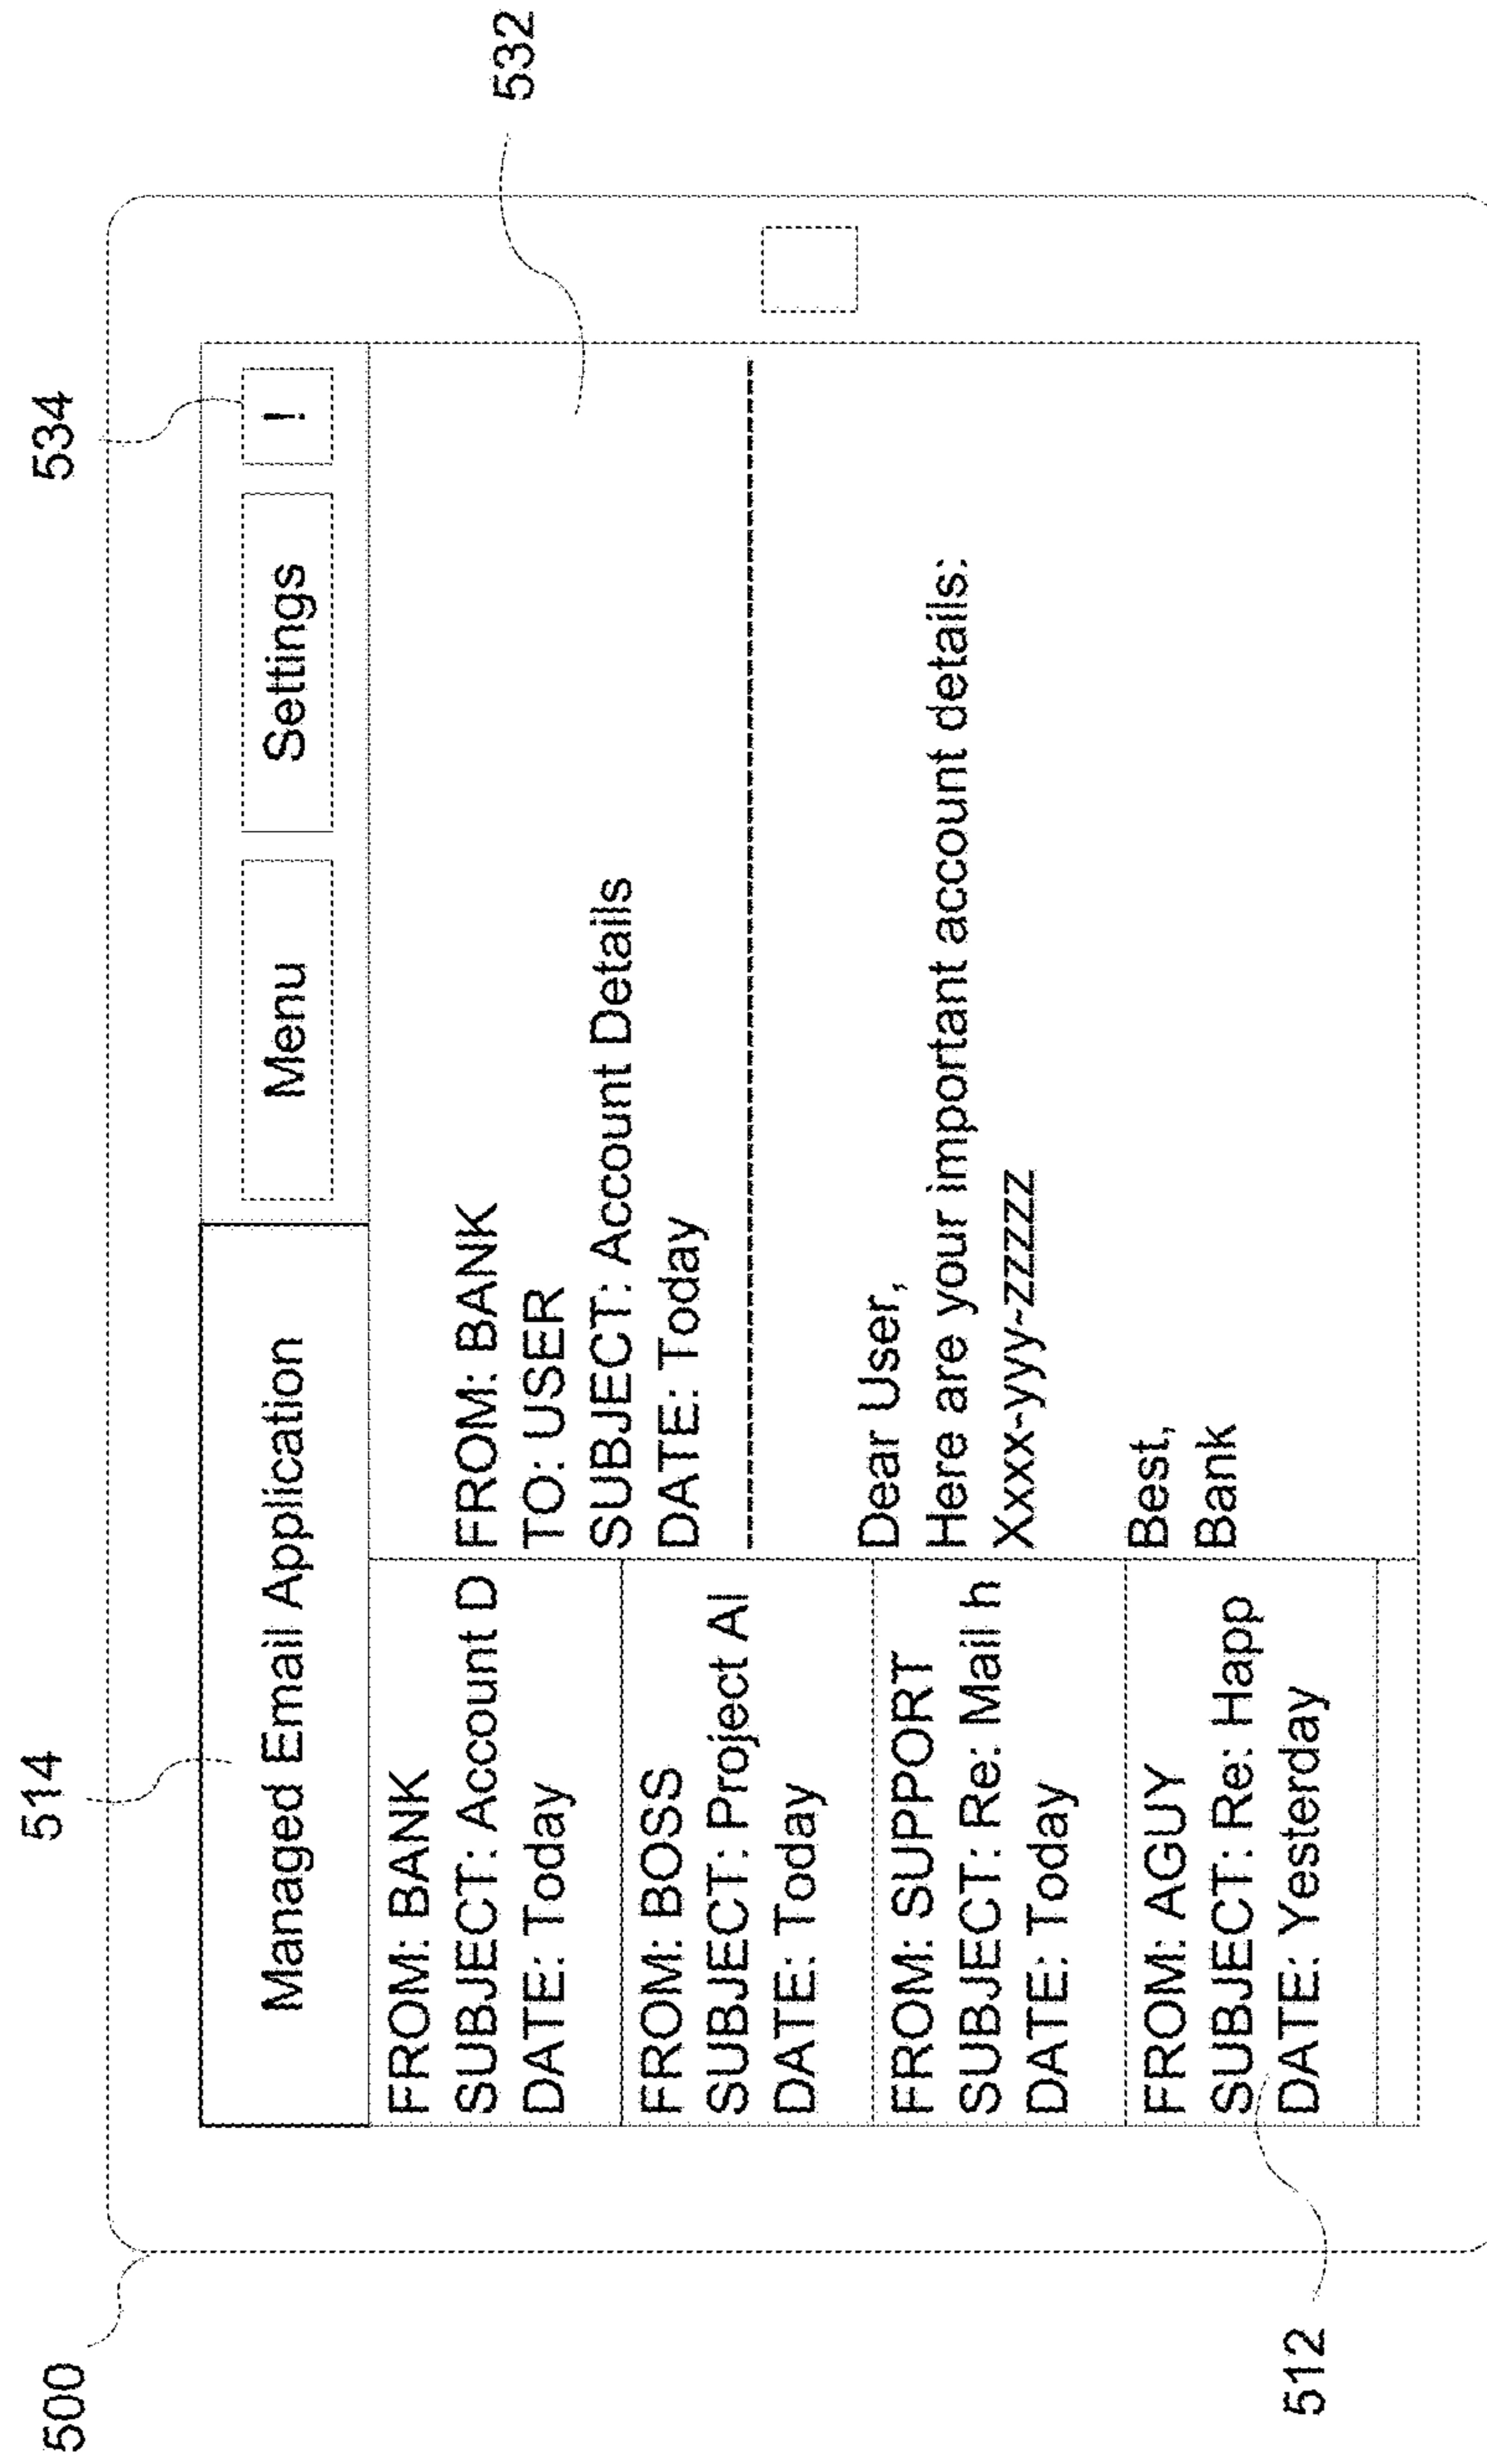 500
514
534
532
Managed Email Application
Menu
Settings
!
FROM: BANK
SUBJECT: Account D
DATE: Today
FROM: BOSS
SUBJECT: Project Al
DATE: Today
FROM: SUPPORT
SUBJECT: Re: Mail h
DATE: Today
FROM: AGUY
SUBJECT: Re: Happ
DATE: Yesterday
FROM: BANK
TO: USER
SUBJECT: Account Details
DATE: Today
Dear User,
Here are your important account details:
Xxxx-yyy-zzzzz
Best,
Bank
512